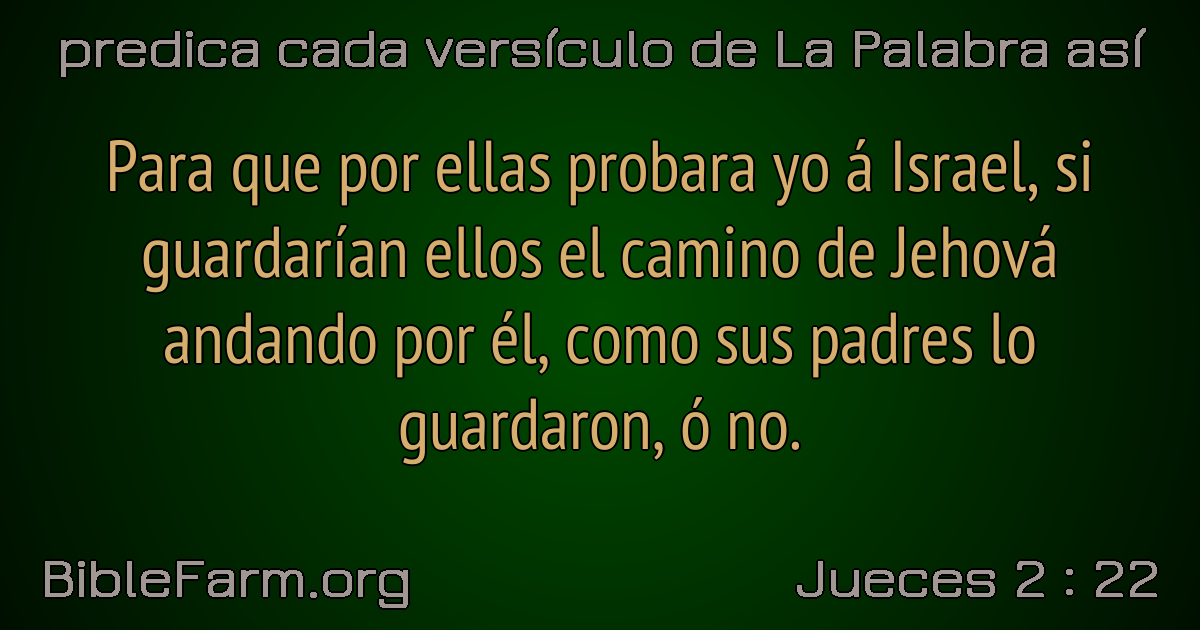 predica cada versículo de La Palabra así
Para que por ellas probara yo á Israel, si
guardarían ellos el camino de Jehová
andando por él, como sus padres lo
guardaron, ó no.
BibleFarm.org
Jueces 2 : 22